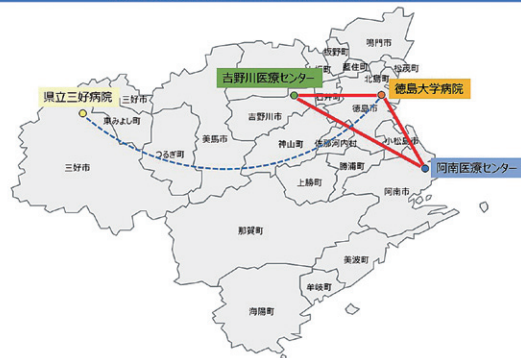 鳴門市
板野町
藍住町
松茂町
北島町
吉野川医療センター
徳島大学病院
県立三好病院
三好市
東みよし町
徳島市
吉野川市
美馬市
つるぎ町
神山町
佐那河内村
小松島市
三好市
勝浦町
上勝町
阿南医療センター
阿南市
那賀町
美波町
牟岐町
海陽町